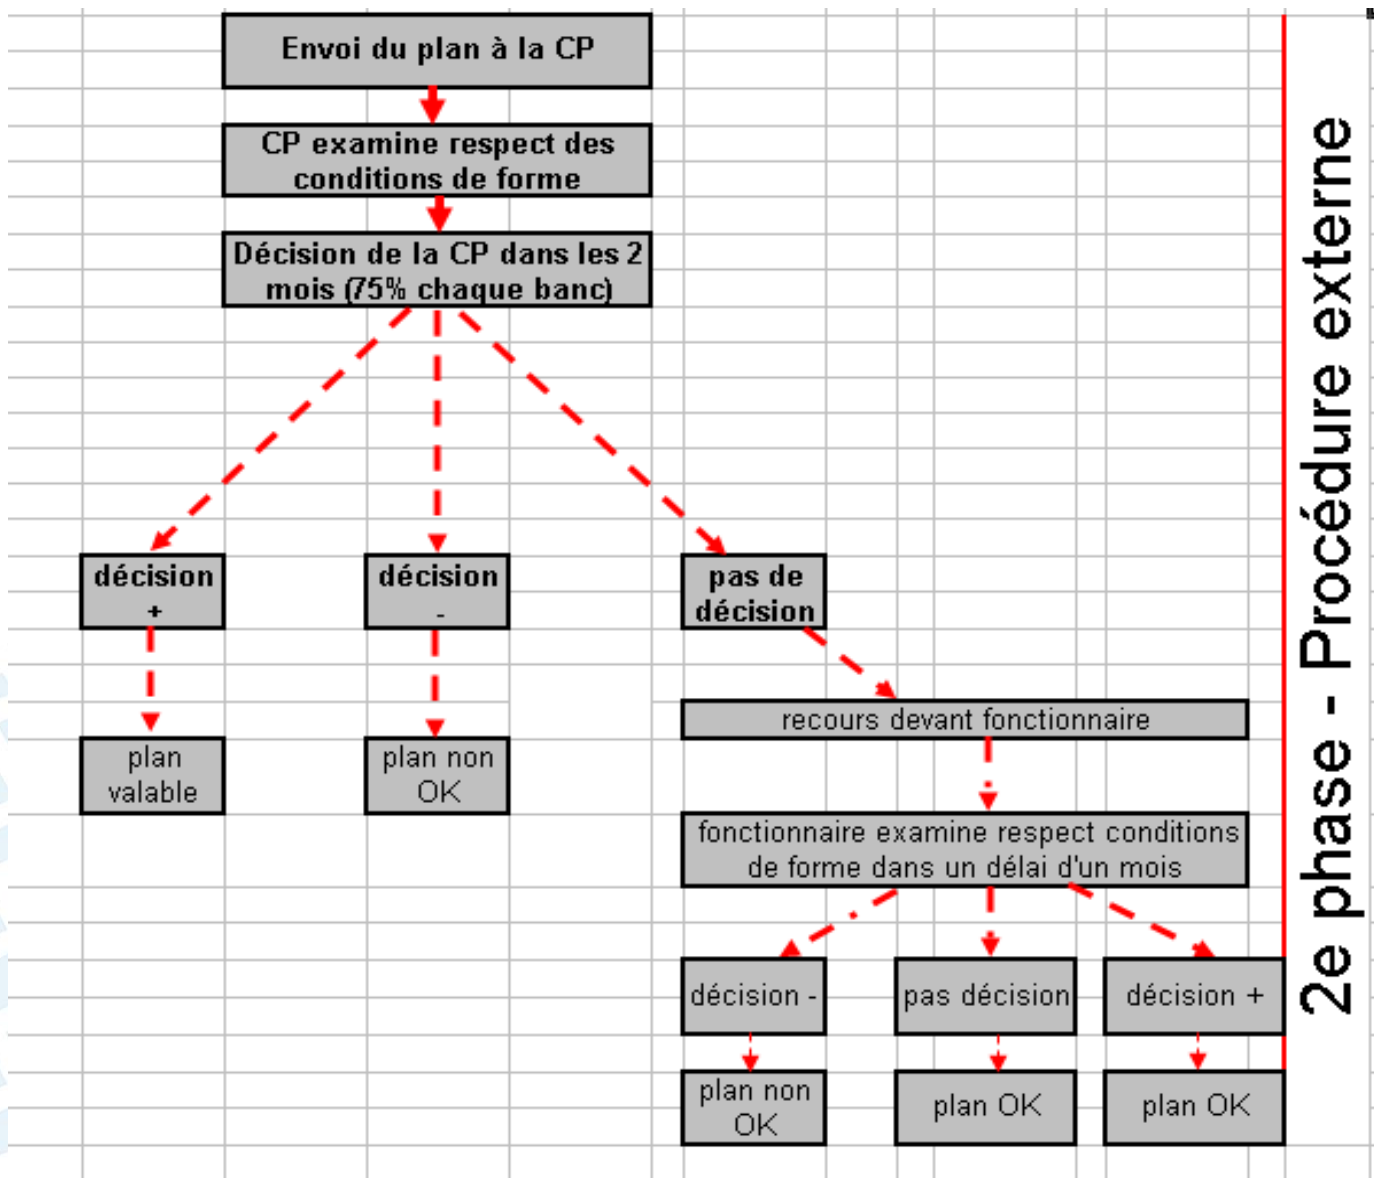 Envoi du plan à la CP
CP examine respect des
conditions de forme
Décision de la CP dans les 2
mois (75% chaque banc)
décision
+
décision
-
pas de
décision
plan
valable
plan non
OK
recours devant fonctionnaire
fonctionnaire examine respect conditions
de forme dans un délai d'un mois
décision -
pas décision
décision +
plan non
OK
plan OK
plan OK
2e phase - Procédure externe